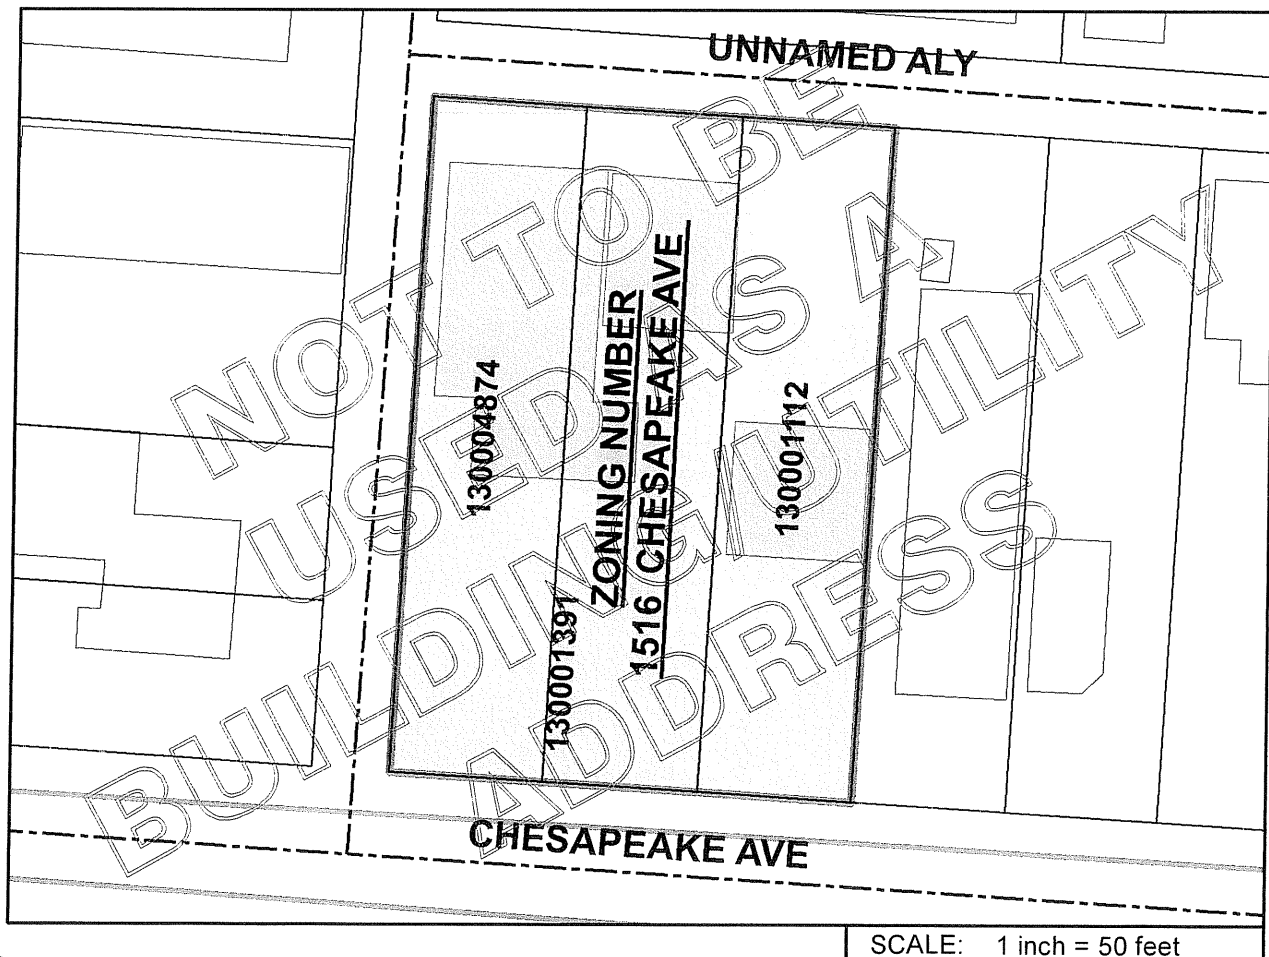 UNNAMED ALY
NOT TO BE
USED AS A
BUILDING/UTILITY
ADDRESS
130004874
130001391
ZONING NUMBER
1516 CHESAPEAKE AVE
130001112
CHESAPEAKE AVE
SCALE: 1 inch = 50 feet